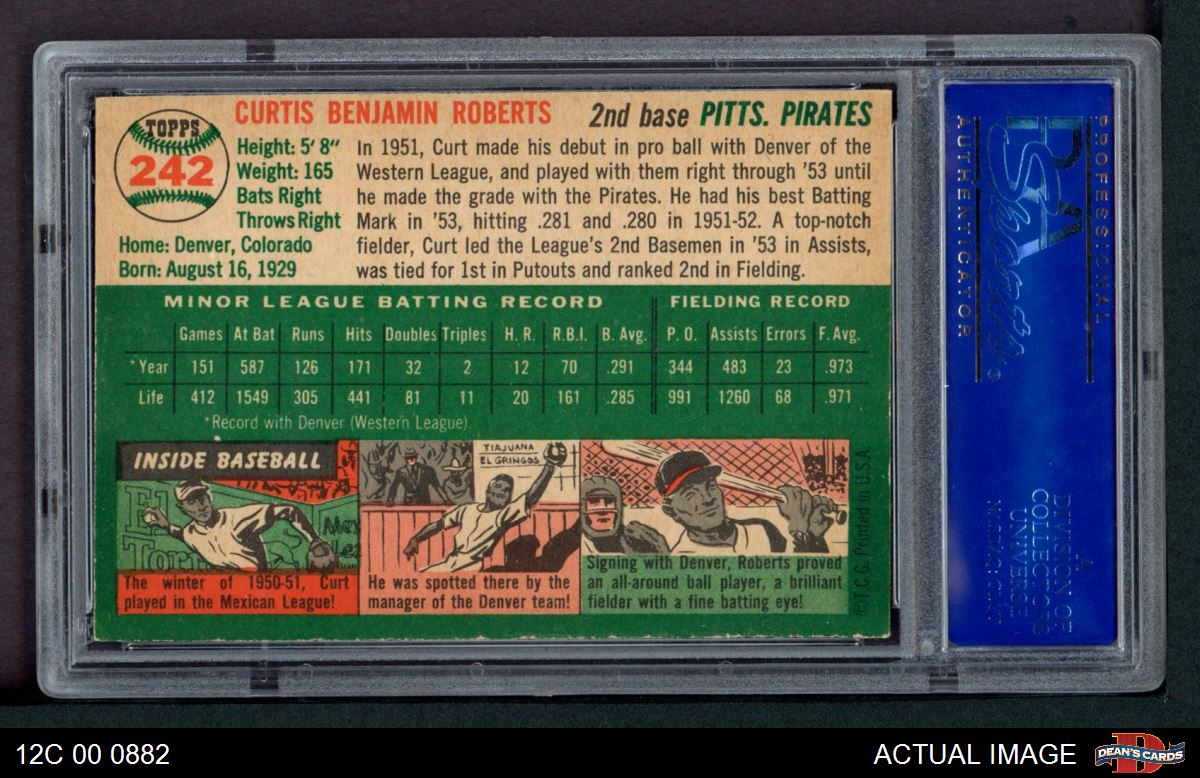 CURTIS BENJAMIN ROBERTS 2nd base PITTS. PIRATES
TOPPS
242
Height: 5' 8"
Weight: 165
Bats Right
Throws Right
Home: Denver, Colorado
Born: August 16, 1929
In 1951, Curt made his debut in pro ball with Denver of the
Western League, and played with them right through '53 until
he made the grade with the Pirates. He had his best Batting
Mark in '53, hitting .281 and .280 in 1951-52. A top-notch
fielder, Curt led the League's 2nd Basemen in '53 in Assists,
was tied for 1st in Putouts and ranked 2nd in Fielding.
MINOR LEAGUE BATTING RECORD FIELDING RECORD
Games At Bat Runs Hits Doubles Triples H. R. R.B.I. B. Avg. P. O. Assists Errors F. Avg.
*Year 151 587 126 171 32 2 12 70 .291 344 483 23 .973
Life 412 1549 305 441 81 11 20 161 .285 991 1260 68 .971
*Record with Denver (Western League).
INSIDE BASEBALL
TIAJUANA
EL GRINGOS
The winter of 1950-51, Curt
played in the Mexican League!
He was spotted there by the
manager of the Denver team!
Signing with Denver, Roberts proved
an all-around ball player, a brilliant
fielder with a fine batting eye!
©T.C.G. Printed in U.S.A.
PROFESSIONAL
PSA
Sports
AUTHENTICATOR
A
DIVISION OF
COLLECTORS
UNIVERSE
12C 00 0882
ACTUAL IMAGE
DEAN'S CARDS